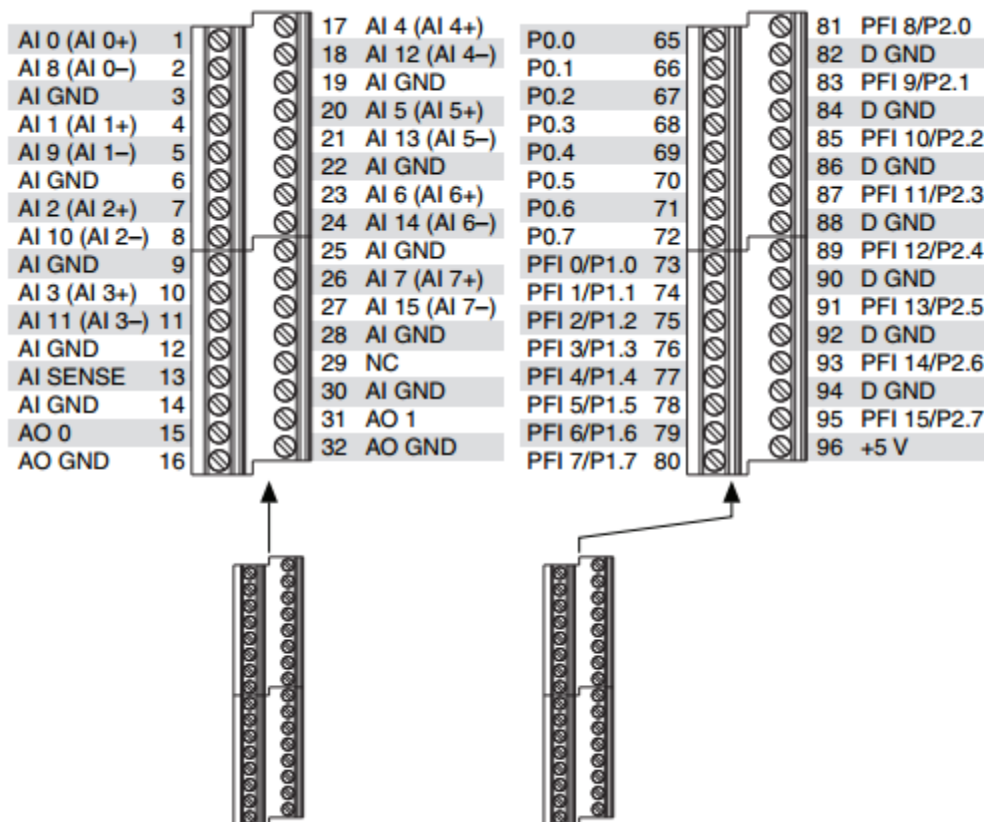 AI 0 (AI 0+) 1
AI 8 (AI 0–) 2
AI GND 3
AI 1 (AI 1+) 4
AI 9 (AI 1–) 5
AI GND 6
AI 2 (AI 2+) 7
AI 10 (AI 2–) 8
AI GND 9
AI 3 (AI 3+) 10
AI 11 (AI 3–) 11
AI GND 12
AI SENSE 13
AI GND 14
AO 0 15
AO GND 16
17 AI 4 (AI 4+)
18 AI 12 (AI 4–)
19 AI GND
20 AI 5 (AI 5+)
21 AI 13 (AI 5–)
22 AI GND
23 AI 6 (AI 6+)
24 AI 14 (AI 6–)
25 AI GND
26 AI 7 (AI 7+)
27 AI 15 (AI 7–)
28 AI GND
29 NC
30 AI GND
31 AO 1
32 AO GND
P0.0 65
P0.1 66
P0.2 67
P0.3 68
P0.4 69
P0.5 70
P0.6 71
P0.7 72
PFI 0/P1.0 73
PFI 1/P1.1 74
PFI 2/P1.2 75
PFI 3/P1.3 76
PFI 4/P1.4 77
PFI 5/P1.5 78
PFI 6/P1.6 79
PFI 7/P1.7 80
81 PFI 8/P2.0
82 D GND
83 PFI 9/P2.1
84 D GND
85 PFI 10/P2.2
86 D GND
87 PFI 11/P2.3
88 D GND
89 PFI 12/P2.4
90 D GND
91 PFI 13/P2.5
92 D GND
93 PFI 14/P2.6
94 D GND
95 PFI 15/P2.7
96 +5 V